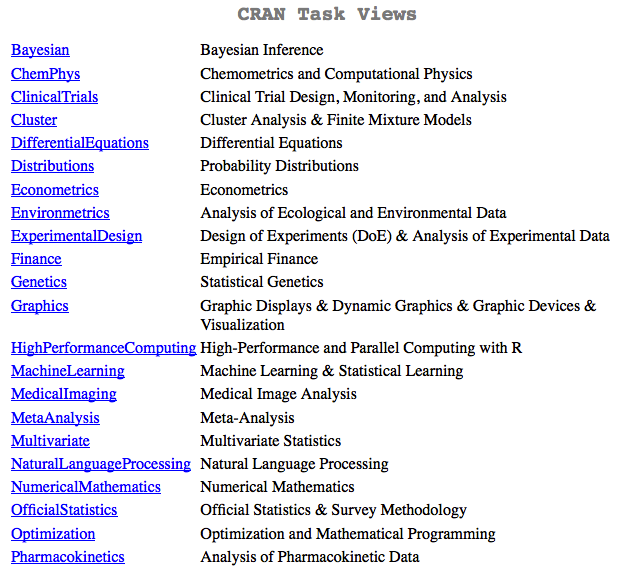 CRAN Task Views
Bayesian Bayesian Inference
ChemPhys Chemometrics and Computational Physics
ClinicalTrials Clinical Trial Design, Monitoring, and Analysis
Cluster Cluster Analysis & Finite Mixture Models
DifferentialEquations Differential Equations
Distributions Probability Distributions
Econometrics Econometrics
Environmetrics Analysis of Ecological and Environmental Data
ExperimentalDesign Design of Experiments (DoE) & Analysis of Experimental Data
Finance Empirical Finance
Genetics Statistical Genetics
Graphics Graphic Displays & Dynamic Graphics & Graphic Devices &
Visualization
HighPerformanceComputing High-Performance and Parallel Computing with R
MachineLearning Machine Learning & Statistical Learning
MedicalImaging Medical Image Analysis
MetaAnalysis Meta-Analysis
Multivariate Multivariate Statistics
NaturalLanguageProcessing Natural Language Processing
NumericalMathematics Numerical Mathematics
OfficialStatistics Official Statistics & Survey Methodology
Optimization Optimization and Mathematical Programming
Pharmacokinetics Analysis of Pharmacokinetic Data